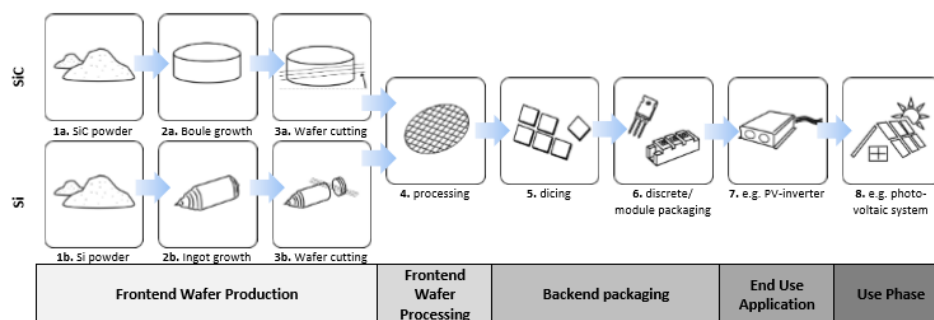 SiC
1a. SiC powder
2a. Boule growth
3a. Wafer cutting
Si
1b. Si powder
2b. Ingot growth
3b. Wafer cutting
4. processing
5. dicing
6. discrete/
module packaging
7. e.g. PV-inverter
8. e.g. photo-
voltaic system
Frontend Wafer Production
Frontend
Wafer
Processing
Backend packaging
End Use
Application
Use Phase